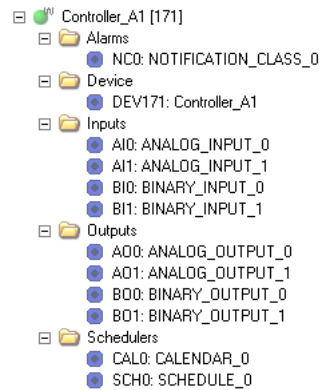 Controller_A1 [171]
Alarms
NC0: NOTIFICATION_CLASS_0
Device
DEV171: Controller_A1
Inputs
AI0: ANALOG_INPUT_0
AI1: ANALOG_INPUT_1
BI0: BINARY_INPUT_0
BI1: BINARY_INPUT_1
Outputs
AO0: ANALOG_OUTPUT_0
AO1: ANALOG_OUTPUT_1
BO0: BINARY_OUTPUT_0
BO1: BINARY_OUTPUT_1
Schedulers
CAL0: CALENDAR_0
SCH0: SCHEDULE_0